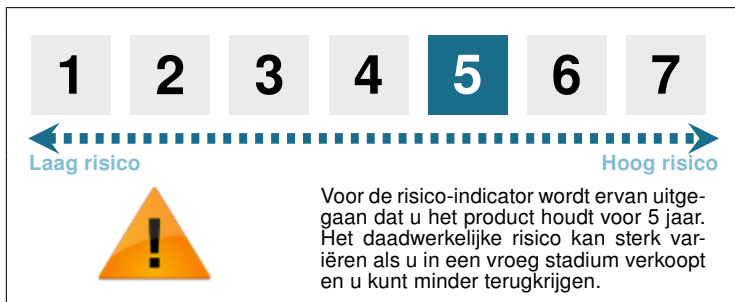 1 2 3 4 5 6 7
Laag risico Hoog risico
!
Voor de risico-indicator wordt ervan uitge-
gaan dat u het product houdt voor 5 jaar.
Het daadwerkelijke risico kan sterk var-
iëren als u in een vroeg stadium verkoopt
en u kunt minder terugkrijgen.